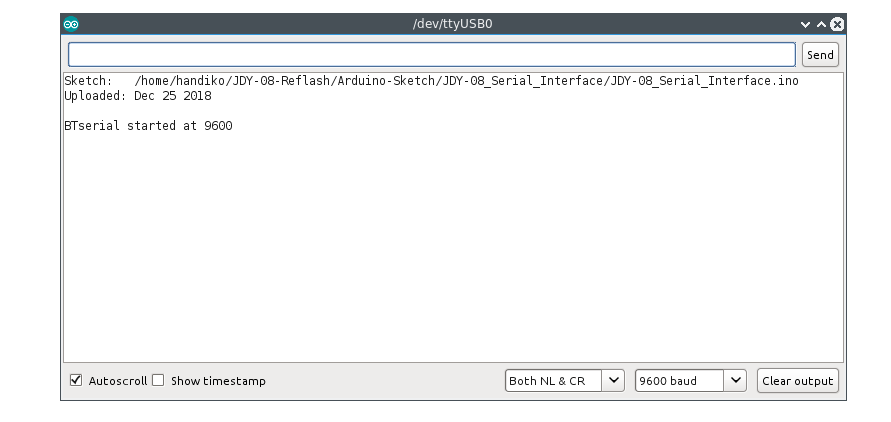 /dev/ttyUSB0
Send
Sketch:   /home/handiko/JDY-08-Reflash/Arduino-Sketch/JDY-08_Serial_Interface/JDY-08_Serial_Interface.ino
Uploaded: Dec 25 2018
BTserial started at 9600
Autoscroll Show timestamp Both NL & CR 9600 baud Clear output